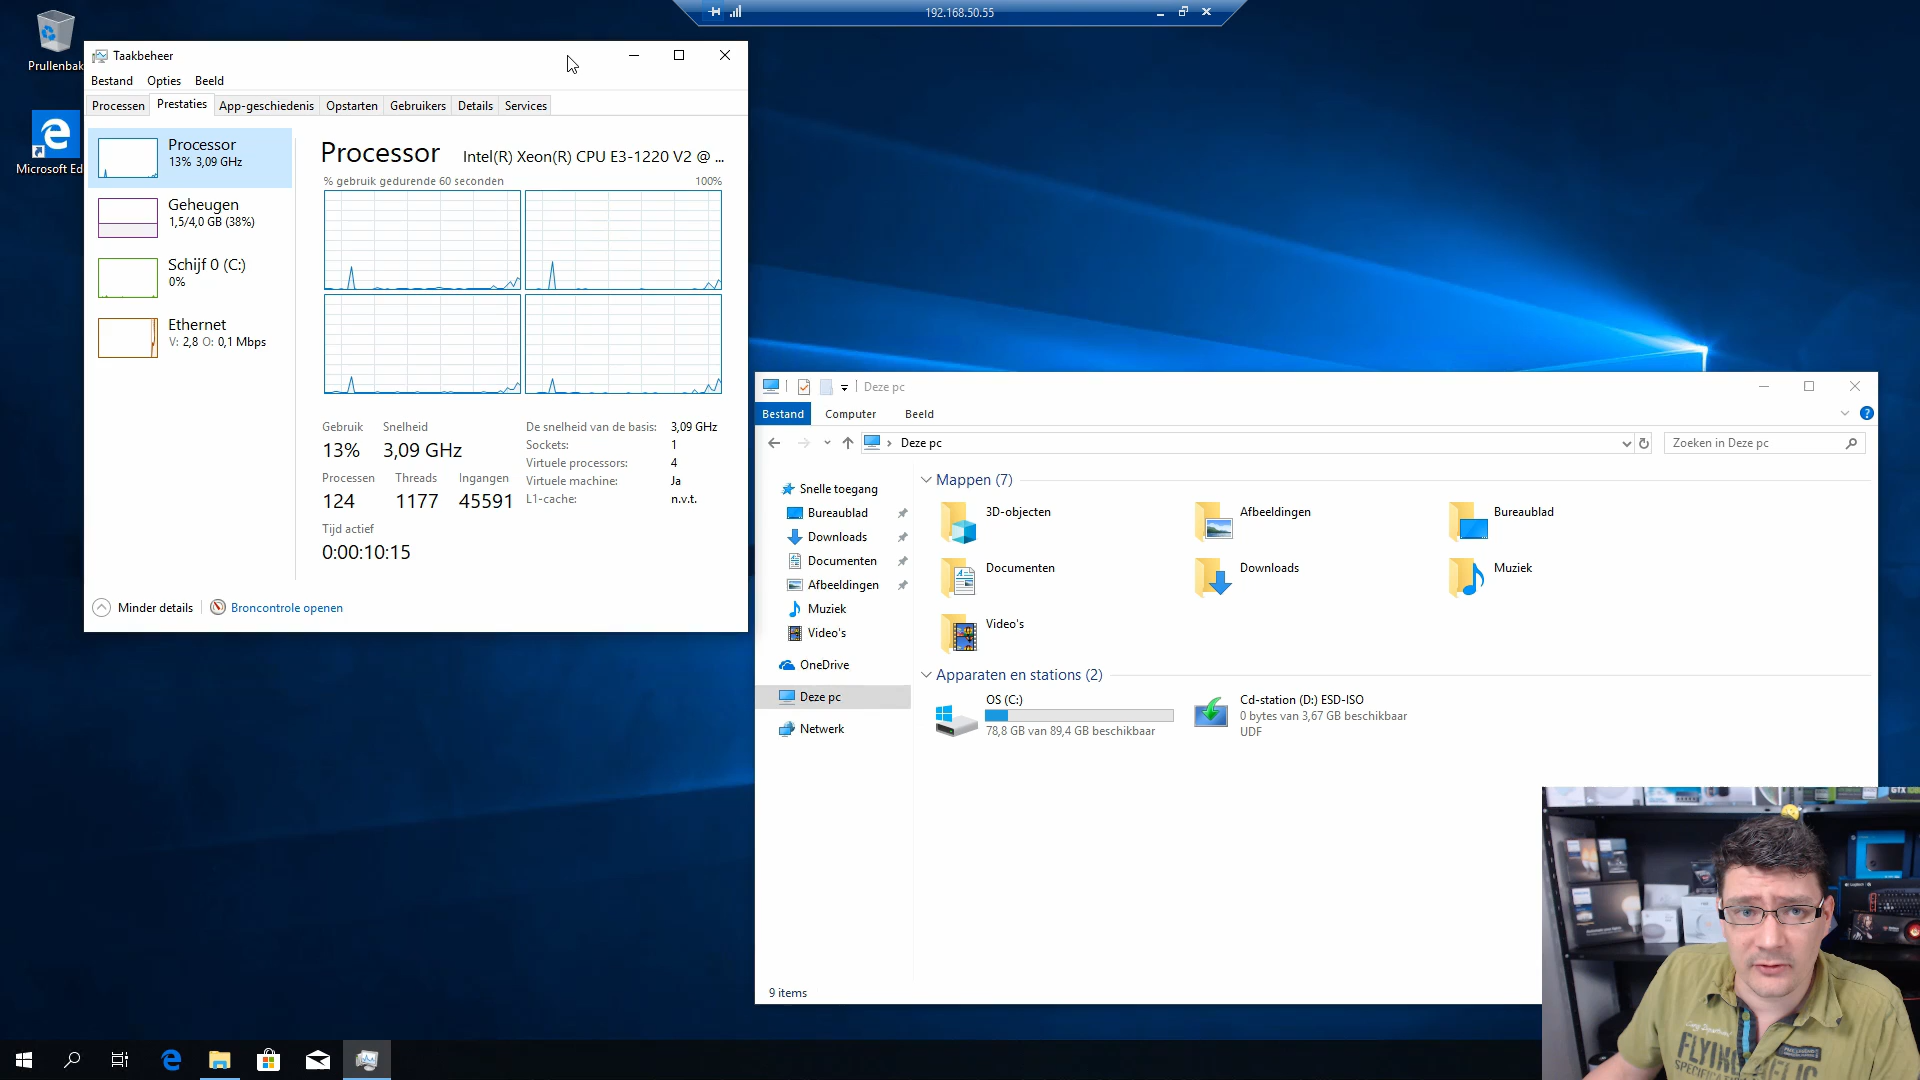 192.168.50.55
Prullenbak
Microsoft Ed
Taakbeheer
Bestand Opties Beeld
Processen Prestaties App-geschiedenis Opstarten Gebruikers Details Services
Processor
13% 3,09 GHz
Geheugen
1,5/4,0 GB (38%)
Schijf 0 (C:)
0%
Ethernet
V: 2,8 O: 0,1 Mbps
Processor Intel(R) Xeon(R) CPU E3-1220 V2 @ ...
% gebruik gedurende 60 seconden 100%
Gebruik Snelheid
13% 3,09 GHz
Processen Threads Ingangen
124 1177 45591
Tijd actief
0:00:10:15
De snelheid van de basis: 3,09 GHz
Sockets: 1
Virtuele processors: 4
Virtuele machine: Ja
L1-cache: n.v.t.
Minder details Broncontrole openen
Deze pc
Bestand Computer Beeld
Deze pc
Zoeken in Deze pc
Snelle toegang
Bureaublad
Downloads
Documenten
Afbeeldingen
Muziek
Video's
OneDrive
Deze pc
Netwerk
Mappen (7)
3D-objecten Afbeeldingen Bureaublad
Documenten Downloads Muziek
Video's
Apparaten en stations (2)
OS (C:)
78,8 GB van 89,4 GB beschikbaar
Cd-station (D:) ESD-ISO
0 bytes van 3,67 GB beschikbaar
UDF
9 items
FLYING